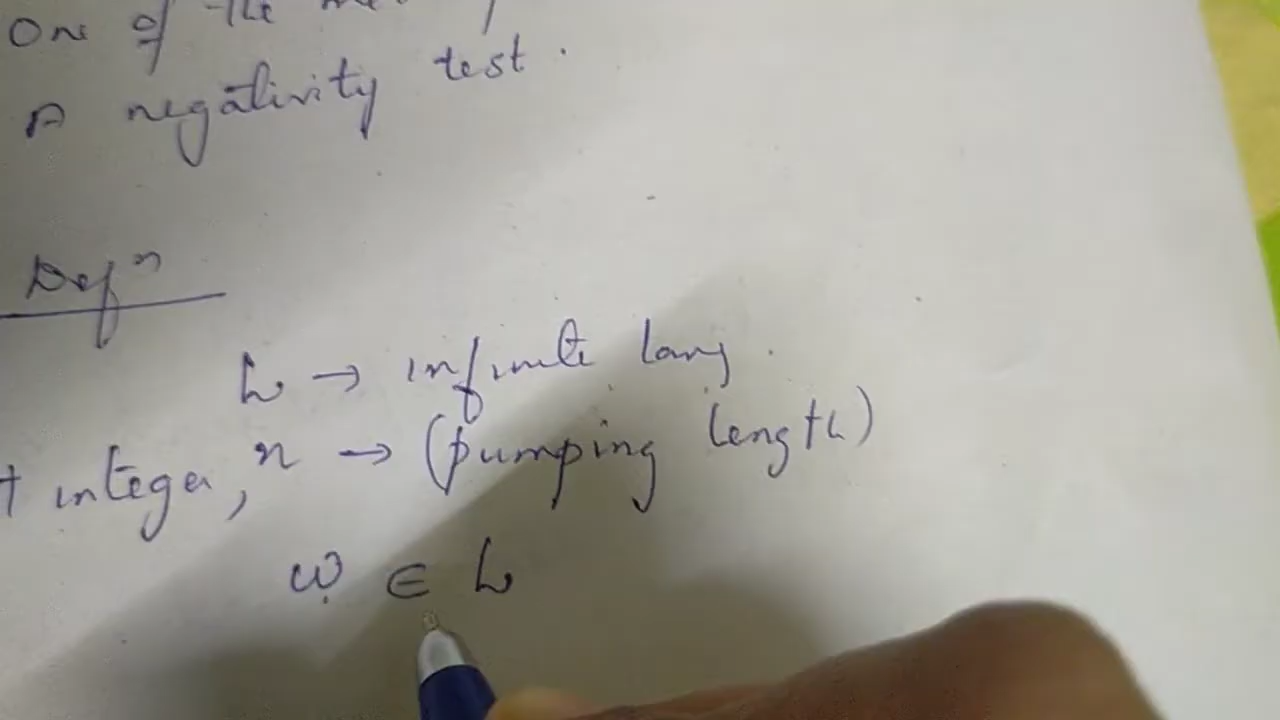 One of the
A negativity test.
Defⁿ
L → infinite lang.
+ integer, n → (pumping length)
w ∈ L